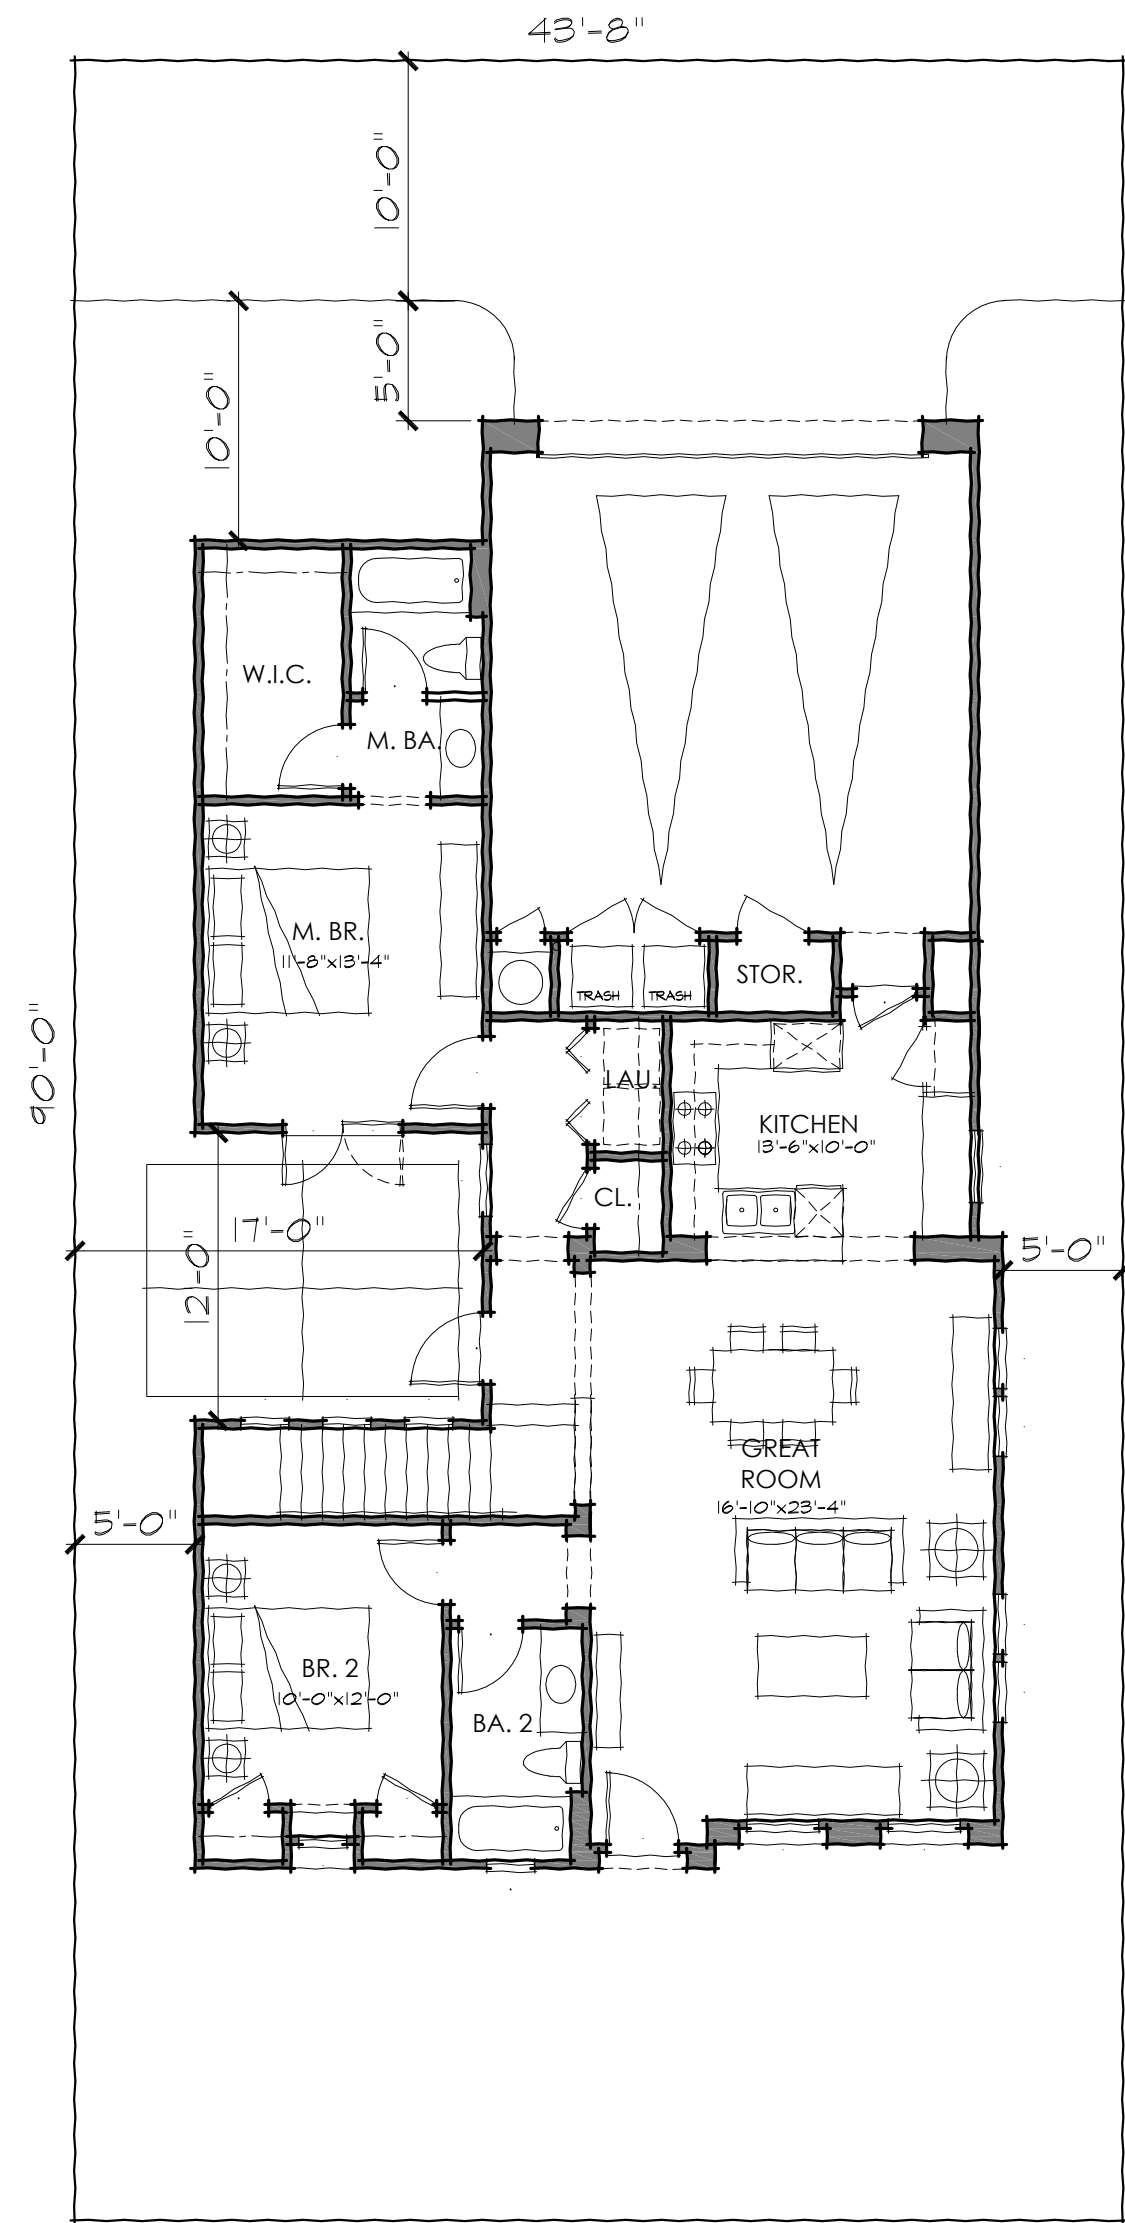 43'-8"
10'-0"
5'-0"
10'-0"
W.I.C.
M. BA.
M. BR.
11'-8"x13'-4"
STOR.
TRASH
TRASH
90'-0"
LAU.
KITCHEN
13'-6"x10'-0"
CL.
17'-0"
12'-0"
5'-0"
GREAT
ROOM
16'-10"x23'-4"
5'-0"
BR. 2
10'-0"x12'-0"
BA. 2